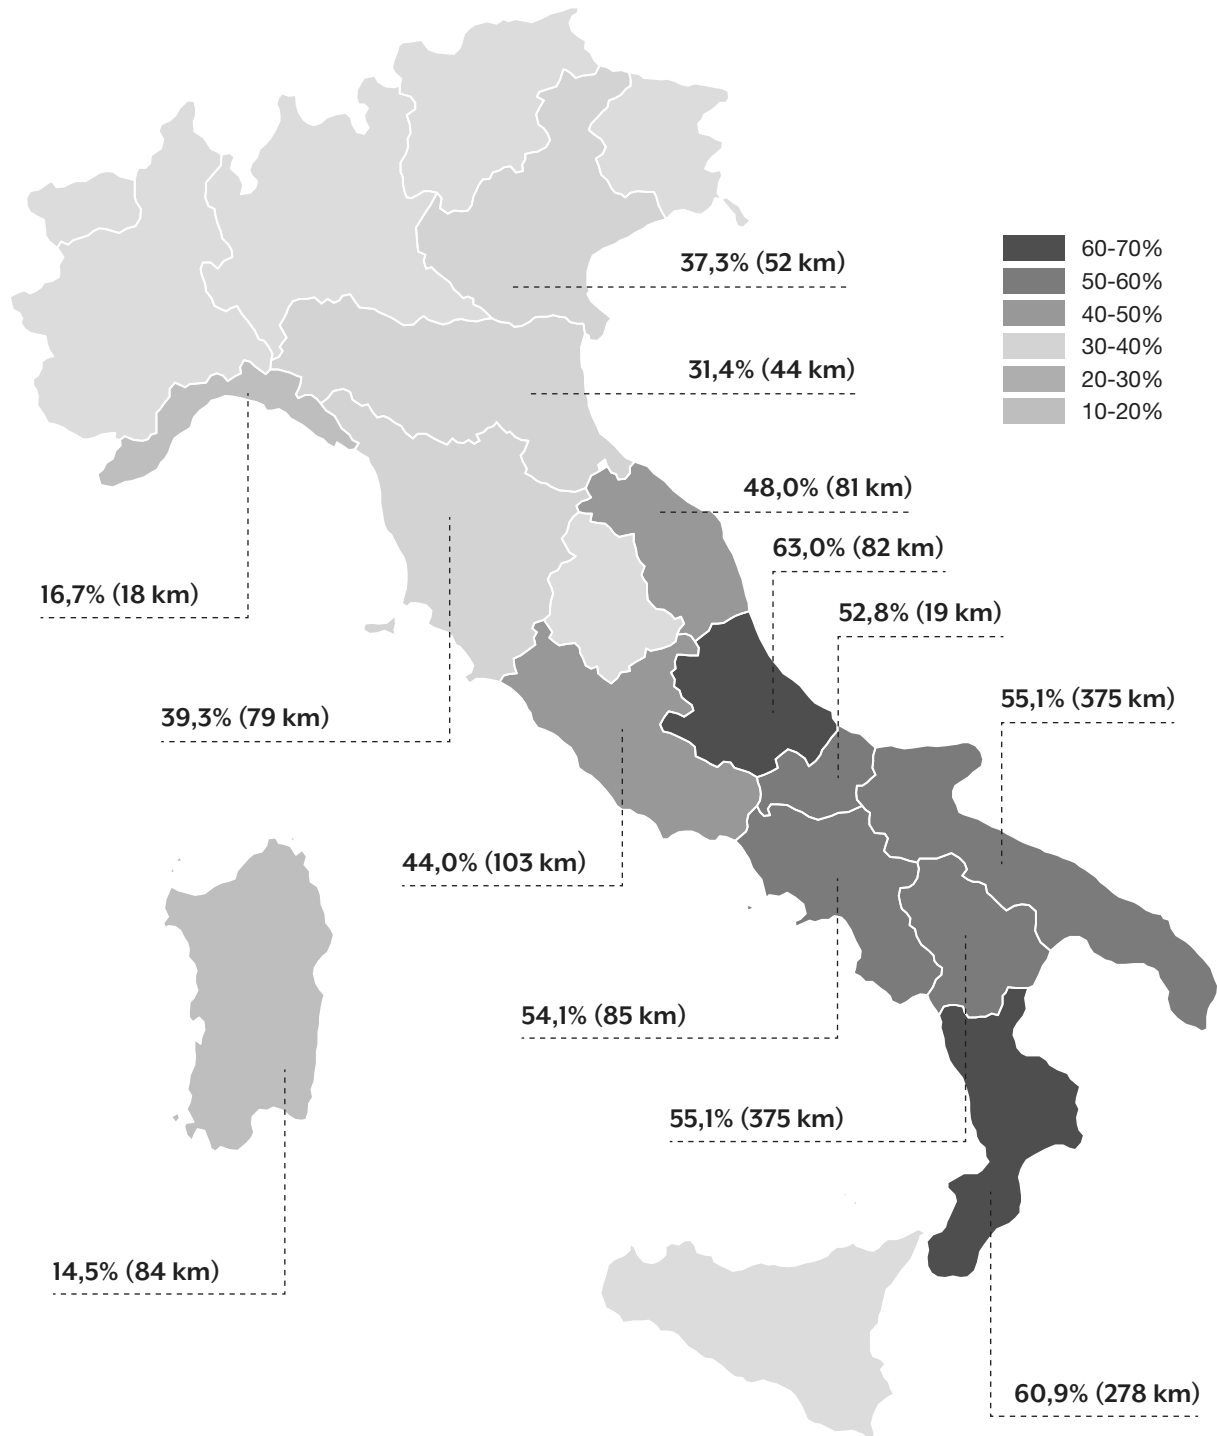 37,3% (52 km)
60-70%
50-60%
40-50%
30-40%
20-30%
10-20%
31,4% (44 km)
48,0% (81 km)
63,0% (82 km)
16,7% (18 km)
52,8% (19 km)
39,3% (79 km)
55,1% (375 km)
44,0% (103 km)
54,1% (85 km)
55,1% (375 km)
14,5% (84 km)
60,9% (278 km)